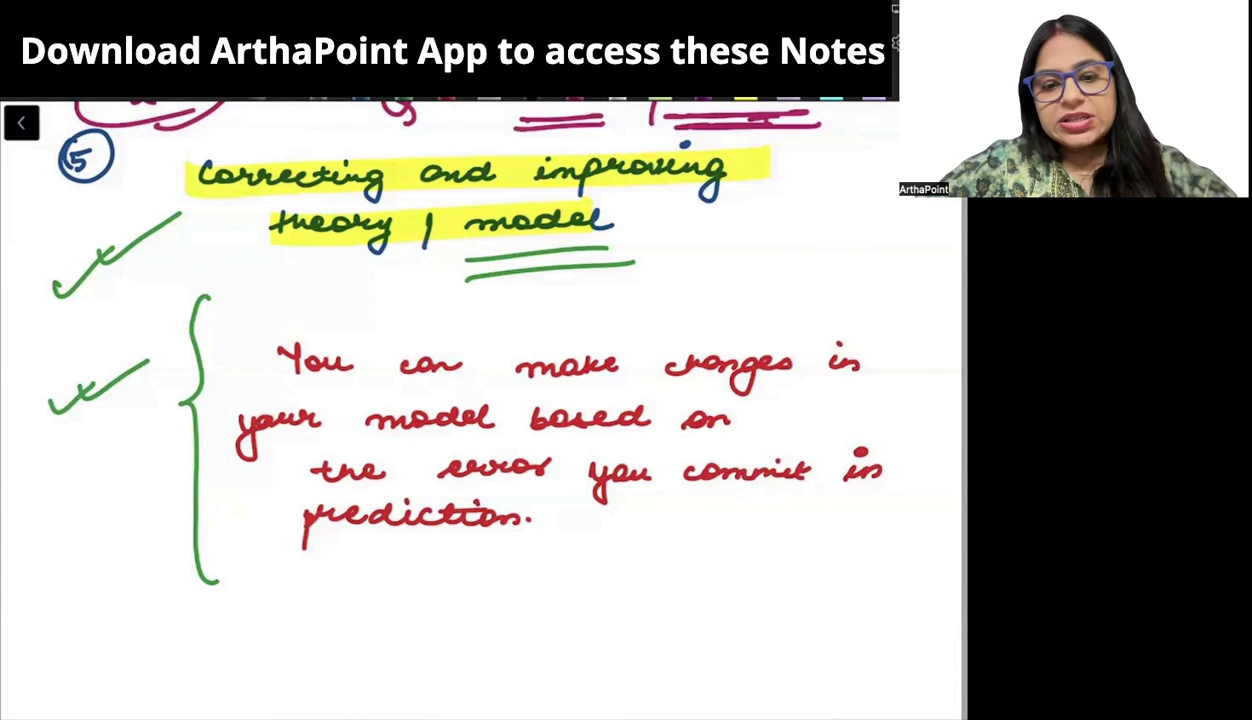 Download ArthaPoint App to access these Notes
ArthaPoint
5
Correcting and improving
theory | model
You can make changes in
your model based on
the error you commit in
prediction.